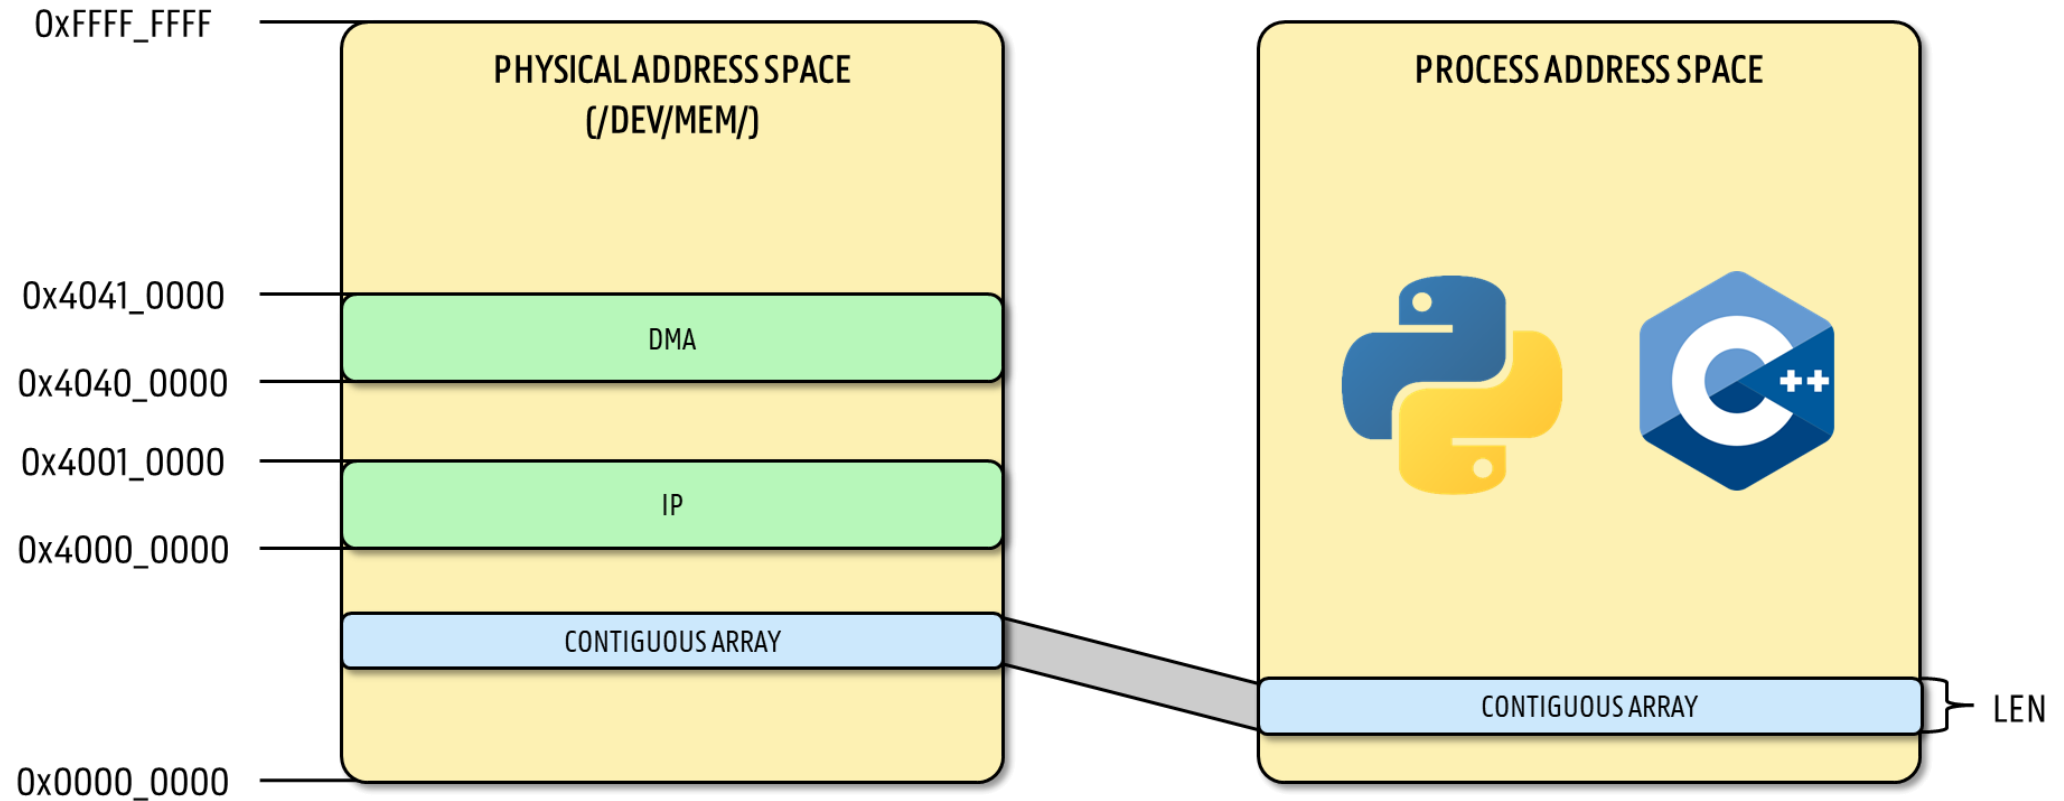 0xFFFF_FFFF
PHYSICAL ADDRESS SPACE
(/DEV/MEM/)
0x4041_0000
DMA
0x4040_0000
0x4001_0000
IP
0x4000_0000
CONTIGUOUS ARRAY
0x0000_0000
PROCESS ADDRESS SPACE
C++
CONTIGUOUS ARRAY
LEN